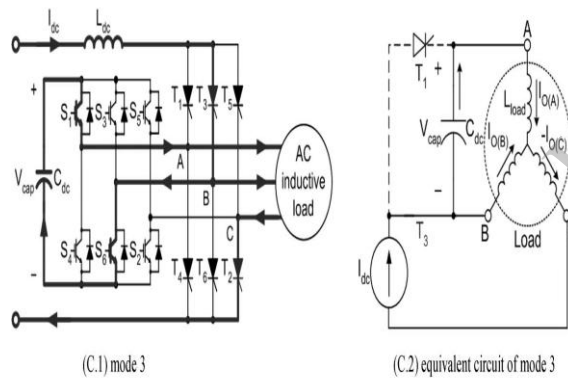 I_dc L_dc
T_1 T_3 T_5
+
S_1 S_3 S_5
A
V_cap C_dc
B
AC
inductive
load
C
-
S_4 S_6 S_2
T_4 T_6 T_2
(C.1) mode 3
A
T_1
+
L_load I_O(A)
V_cap C_dc
I_O(B) -I_O(C)
-
T_3 B Load
I_dc
(C.2) equivalent circuit of mode 3